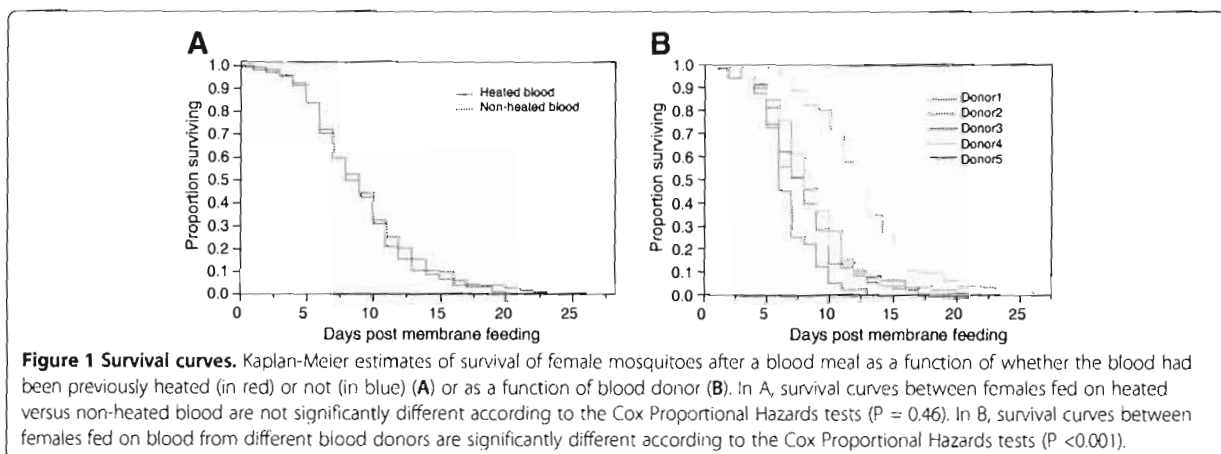 A
1.0
0.9
0.8
0.7
0.6
0.5
0.4
0.3
0.2
0.1
0.0
Proportion surviving
Heated blood
Non-heated blood
0 5 10 15 20 25
Days post membrane feeding
B
1.0
0.9
0.8
0.7
0.6
0.5
0.4
0.3
0.2
0.1
0.0
Proportion surviving
Donor1
Donor2
Donor3
Donor4
Donor5
0 5 10 15 20 25
Days post membrane feeding
Figure 1 Survival curves. Kaplan-Meier estimates of survival of female mosquitoes after a blood meal as a function of whether the blood had
been previously heated (in red) or not (in blue) (A) or as a function of blood donor (B). In A, survival curves between females fed on heated
versus non-heated blood are not significantly different according to the Cox Proportional Hazards tests (P = 0.46). In B, survival curves between
females fed on blood from different blood donors are significantly different according to the Cox Proportional Hazards tests (P <0.001).